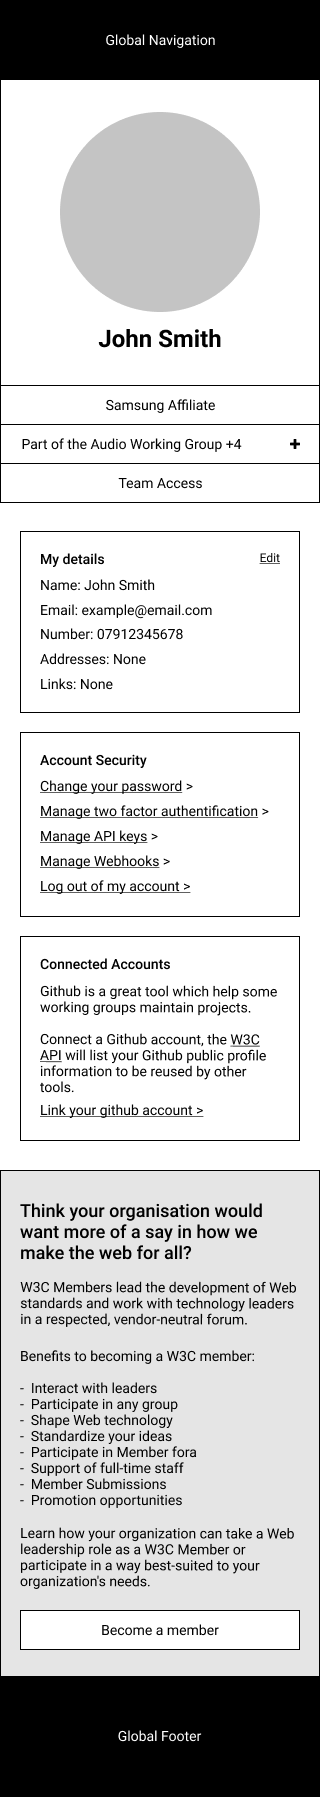 Global Navigation
John Smith
Samsung Affiliate
Part of the Audio Working Group +4
Team Access
My details
Edit
Name: John Smith
Email: example@email.com
Number: 07912345678
Addresses: None
Links: None
Account Security
Change your password >
Manage two factor authentification >
Manage API keys >
Manage Webhooks >
Log out of my account >
Connected Accounts
Github is a great tool which help some
working groups maintain projects.
Connect a Github account, the W3C
API will list your Github public profile
information to be reused by other
tools.
Link your github account >
Think your organisation would
want more of a say in how we
make the web for all?
W3C Members lead the development of Web
standards and work with technology leaders
in a respected, vendor-neutral forum.
Benefits to becoming a W3C member:
- Interact with leaders
- Participate in any group
- Shape Web technology
- Standardize your ideas
- Participate in Member fora
- Support of full-time staff
- Member Submissions
- Promotion opportunities
Learn how your organization can take a Web
leadership role as a W3C Member or
participate in a way best-suited to your
organization's needs.
Become a member
Global Footer